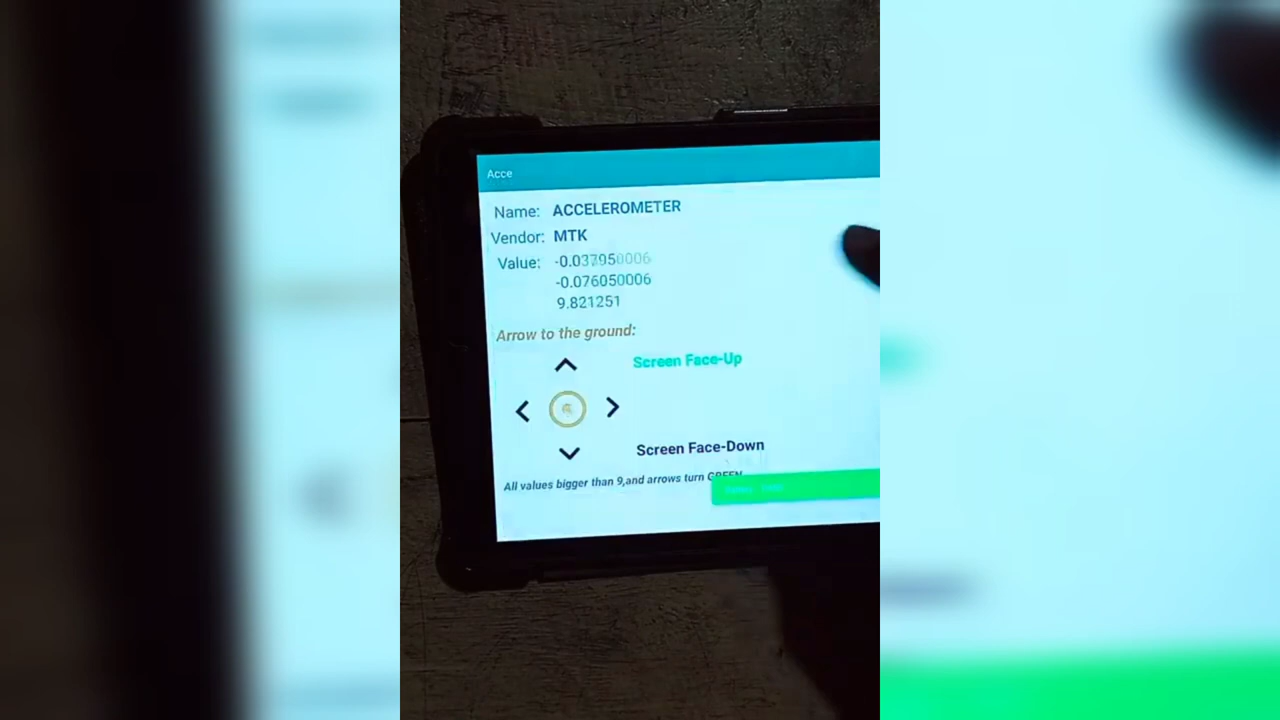 Acce
Name: ACCELEROMETER
Vendor: MTK
Value: -0.037950006
-0.076050006
9.821251
Arrow to the ground:
Screen Face-Up
Screen Face-Down
All values bigger than 9,and arrows turn GREEN